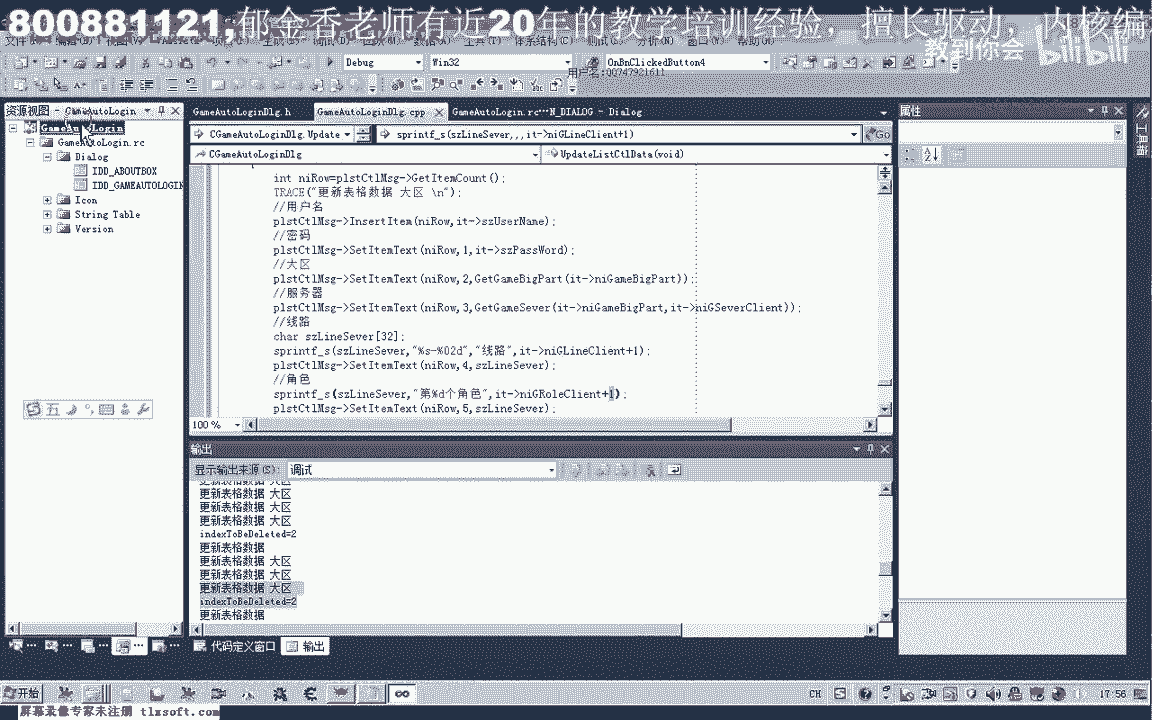 800881121,郁金香老师有近20年的教学培训经验，擅长驱动，内核编
教到你会 bilibili
Debug Win32 OnBnClickedButton4
用户名:00747921611
资源视图 - GameAutoLogin
GameAutoLoginDlg.h GameAutoLoginDlg.cpp GameAutoLogin.rc…N_DIALOG - Dialog
属性
工具箱
GameAutoLogin
GameAutoLogin.rc
Dialog
IDD_ABOUTBOX
IDD_GAMEAUTOLOGIN
Icon
String Table
Version
CGameAutoLoginDlg.Update sprintf_s(szLineSever,,,it->niGLineClient+1) Go
CGameAutoLoginDlg UpdateListCtlData(void)
int niRow=plstCtlMsg->GetItemCount();
TRACE("更新表格数据 大区 \n");
//用户名
plstCtlMsg->InsertItem(niRow,it->szUserName);
//密码
plstCtlMsg->SetItemText(niRow,1,it->szPassWord);
//大区
plstCtlMsg->SetItemText(niRow,2,GetGameBigPart(it->niGameBigPart));
//服务器
plstCtlMsg->SetItemText(niRow,3,GetGameSever(it->niGameBigPart,it->niGSeverClient));
//线路
char szLineSever[32];
sprintf_s(szLineSever,"%s-%02d","线路",it->niGLineClient+1);
plstCtlMsg->SetItemText(niRow,4,szLineSever);
//角色
sprintf_s(szLineSever,"第%d个角色",it->niGRoleClient+1);
plstCtlMsg->SetItemText(niRow,5,szLineSever);
100 %
输出
显示输出来源(S): 调试
更新表格数据 大区
更新表格数据 大区
更新表格数据 大区
更新表格数据 大区
indexToBeDeleted=2
更新表格数据
更新表格数据 大区
更新表格数据 大区
更新表格数据 大区
indexToBeDeleted=2
更新表格数据
代码定义窗口 输出
开始
CH
17:56
屏幕录像专家未注册 tlxsoft.com